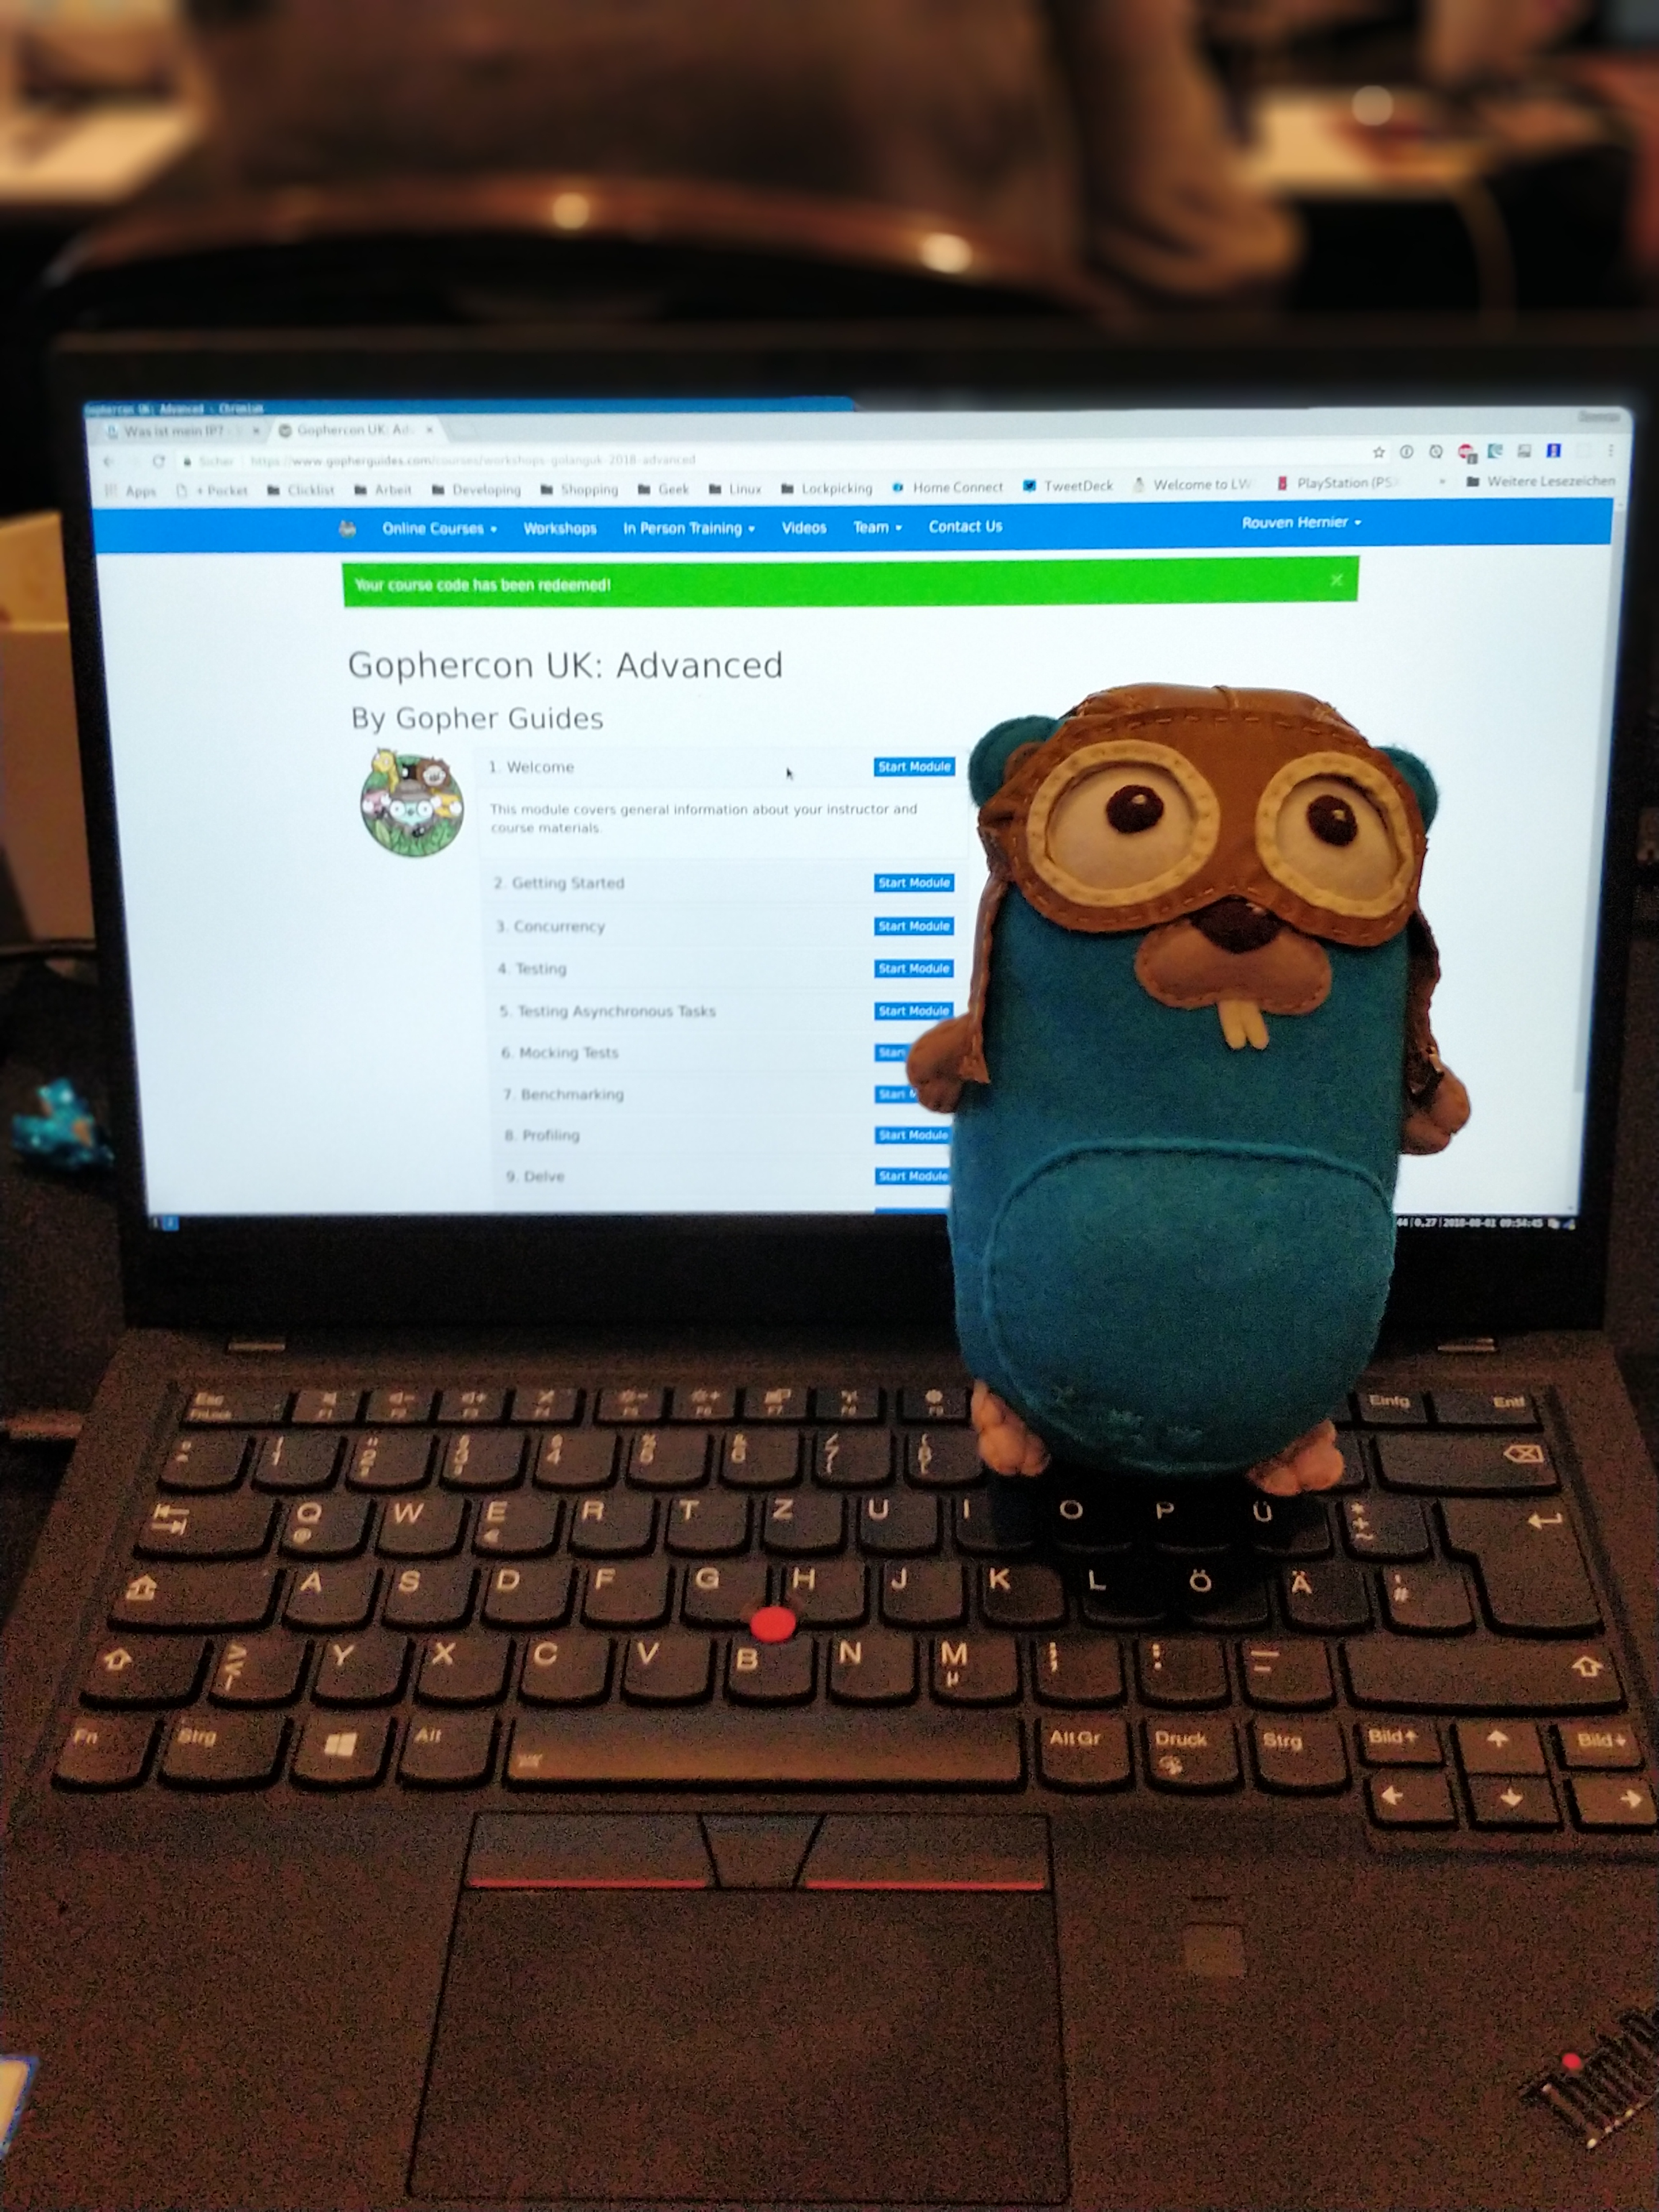 Gophercon UK: Advanced - Chromium
Was ist mein IP? -
Gophercon UK: Ad
Sicher https://www.gopherguides.com/courses/workshops-golanguk-2018-advanced
Apps + Pocket Clicklist Arbeit Developing Shopping Geek Linux Lockpicking Home Connect TweetDeck Welcome to LW PlayStation (PS » Weitere Lesezeichen
Online Courses Workshops In Person Training Videos Team Contact Us Rouven Hernier
Your course code has been redeemed! ×
Gophercon UK: Advanced
By Gopher Guides
1. Welcome Start Module
This module covers general information about your instructor and
course materials.
2. Getting Started Start Module
3. Concurrency Start Module
4. Testing Start Module
5. Testing Asynchronous Tasks Start Module
6. Mocking Tests Start
7. Benchmarking Start M
8. Profiling Start Module
9. Delve Start Module
44|0.27|2018-08-01 09:54:45
Esc F1 F2 F3 F4 F5 F6 F7 F8 F9 Einfg Entf
FnLock
1 2 3 4 5 6 7 8
Q @ W E € R T Z U I O P Ü * + ~
A S D F G H J K L Ö Ä ' #
> < Y X C V B N M µ ; , : . _ -
Fn Strg Alt Alt Gr Druck Strg Bild↑ ↑ Bild↓
← ↓ →
ThinkP